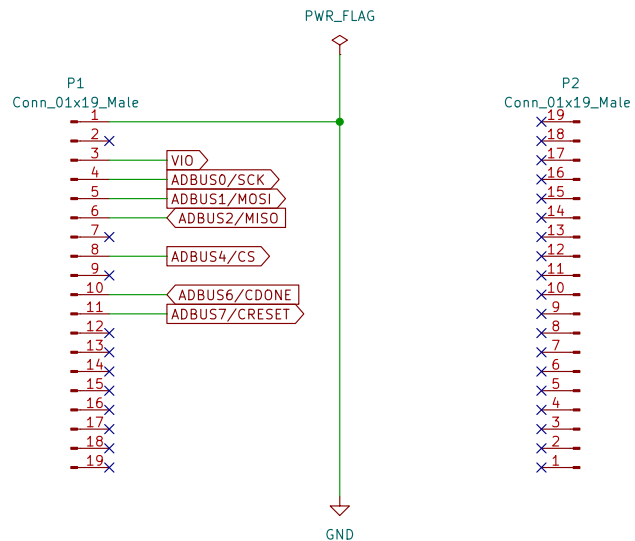 PWR_FLAG
P1
Conn_01x19_Male
1
2
3
4
5
6
7
8
9
10
11
12
13
14
15
16
17
18
19
VIO
ADBUS0/SCK
ADBUS1/MOSI
ADBUS2/MISO
ADBUS4/CS
ADBUS6/CDONE
ADBUS7/CRESET
P2
Conn_01x19_Male
19
18
17
16
15
14
13
12
11
10
9
8
7
6
5
4
3
2
1
GND